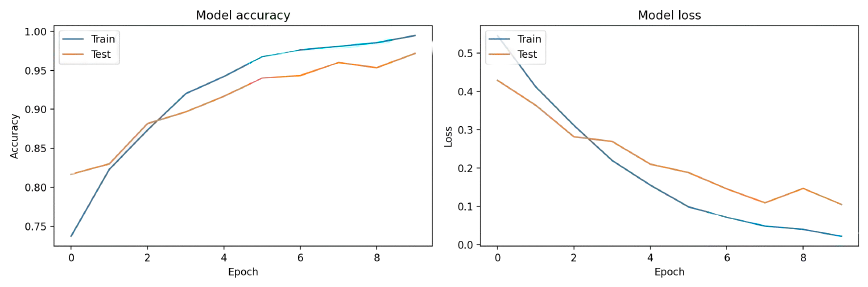 Model accuracy
Train
Test
Accuracy
1.00
0.95
0.90
0.85
0.80
0.75
0 2 4 6 8
Epoch
Model loss
Train
Test
Loss
0.5
0.4
0.3
0.2
0.1
0.0
0 2 4 6 8
Epoch